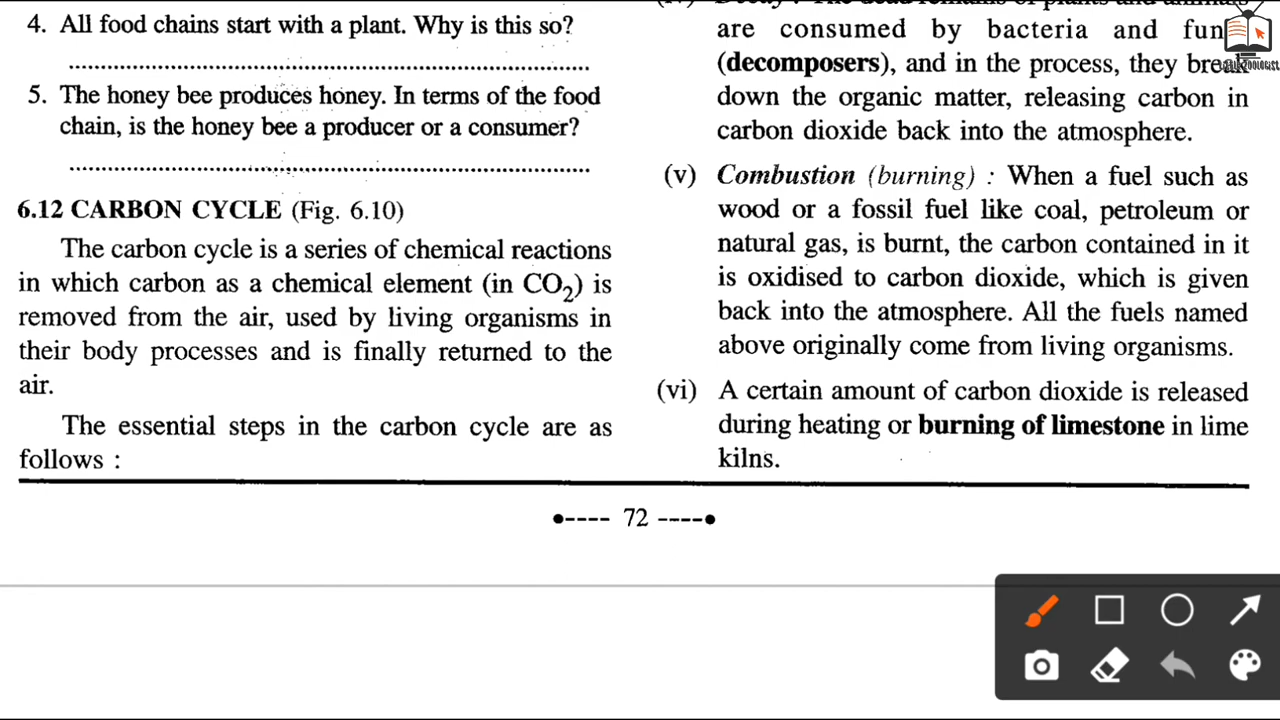 4. All food chains start with a plant. Why is this so?
5. The honey bee produces honey. In terms of the food
chain, is the honey bee a producer or a consumer?
6.12 CARBON CYCLE (Fig. 6.10)
The carbon cycle is a series of chemical reactions
in which carbon as a chemical element (in CO₂) is
removed from the air, used by living organisms in
their body processes and is finally returned to the
air.
The essential steps in the carbon cycle are as
follows :
are consumed by bacteria and
(decomposers), and in the process, they break
down the organic matter, releasing carbon in
carbon dioxide back into the atmosphere.
(v) Combustion (burning) : When a fuel such as
wood or a fossil fuel like coal, petroleum or
natural gas, is burnt, the carbon contained in it
is oxidised to carbon dioxide, which is given
back into the atmosphere. All the fuels named
above originally come from living organisms.
(vi) A certain amount of carbon dioxide is released
during heating or burning of limestone in lime
kilns.
72